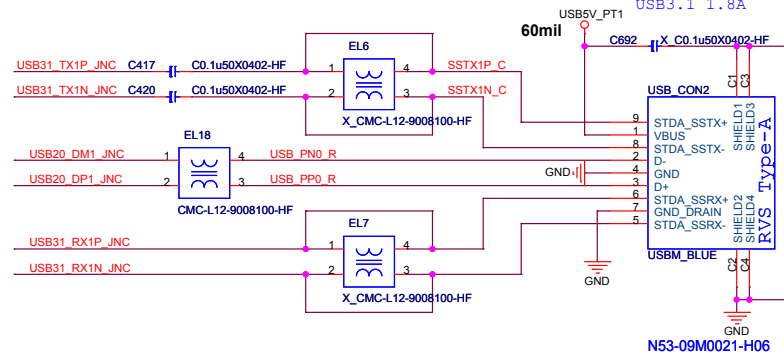 USB3.1 1.8A
USB5V_PT1
60mil
C692 X_C0.1u50X0402-HF
EL6
USB31_TX1P_JNC C417 C0.1u50X0402-HF 1 4 SSTX1P_C
USB31_TX1N_JNC C420 C0.1u50X0402-HF 2 3 SSTX1N_C
X_CMC-L12-9008100-HF
C1 C3
USB_CON2
9 STDA_SSTX+
1 VBUS
8 STDA_SSTX-
2 D-
4 GND
3 D+
6 STDA_SSRX+
7 GND_DRAIN
5 STDA_SSRX-
SHIELD1 SHIELD3
SHIELD2 SHIELD4
RVS Type-A
USBM_BLUE
C2 C4
EL18
USB20_DM1_JNC 1 4 USB_PN0_R
USB20_DP1_JNC 2 3 USB_PP0_R
CMC-L12-9008100-HF
GND
EL7
USB31_RX1P_JNC 1 4
USB31_RX1N_JNC 2 3
X_CMC-L12-9008100-HF
GND
GND
N53-09M0021-H06